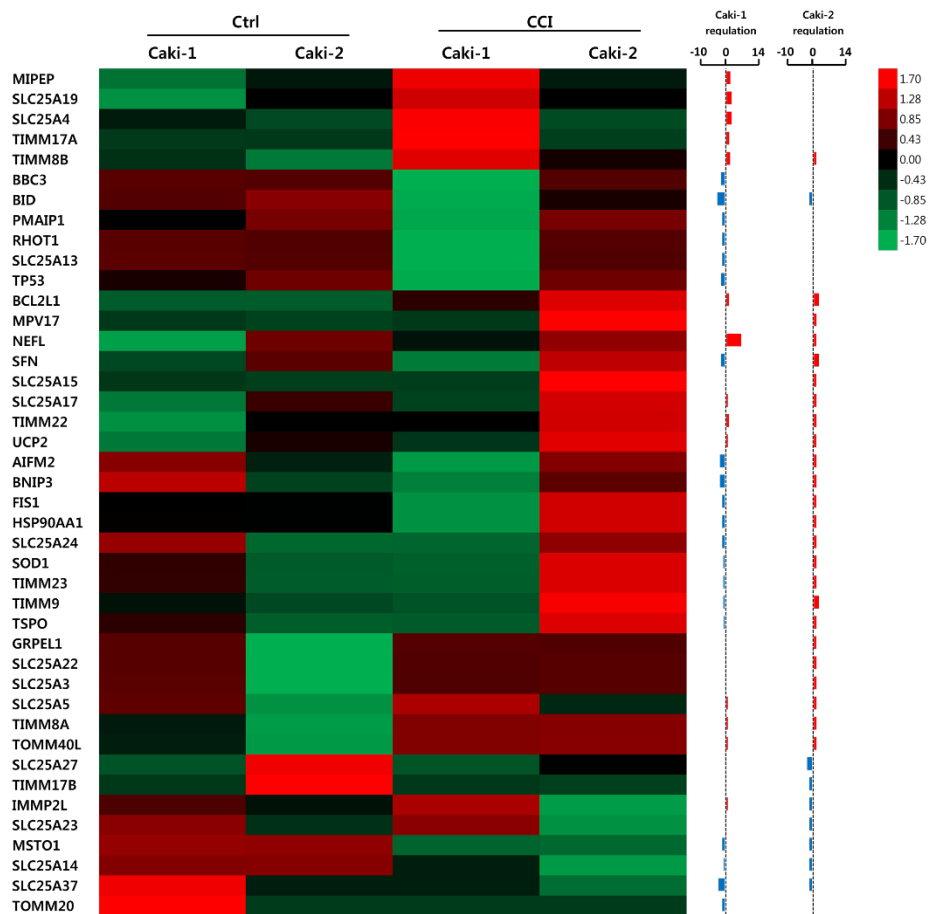 Ctrl CCI Caki-1 Caki-2
regulation regulation
Caki-1 Caki-2 Caki-1 Caki-2 -10 0 14 -10 0 14
MIPEP 1.70
SLC25A19 1.28
SLC25A4 0.85
TIMM17A 0.43
TIMM8B 0.00
BBC3 -0.43
BID -0.85
PMAIP1 -1.28
RHOT1 -1.70
SLC25A13
TP53
BCL2L1
MPV17
NEFL
SFN
SLC25A15
SLC25A17
TIMM22
UCP2
AIFM2
BNIP3
FIS1
HSP90AA1
SLC25A24
SOD1
TIMM23
TIMM9
TSPO
GRPEL1
SLC25A22
SLC25A3
SLC25A5
TIMM8A
TOMM40L
SLC25A27
TIMM17B
IMMP2L
SLC25A23
MSTO1
SLC25A14
SLC25A37
TOMM20